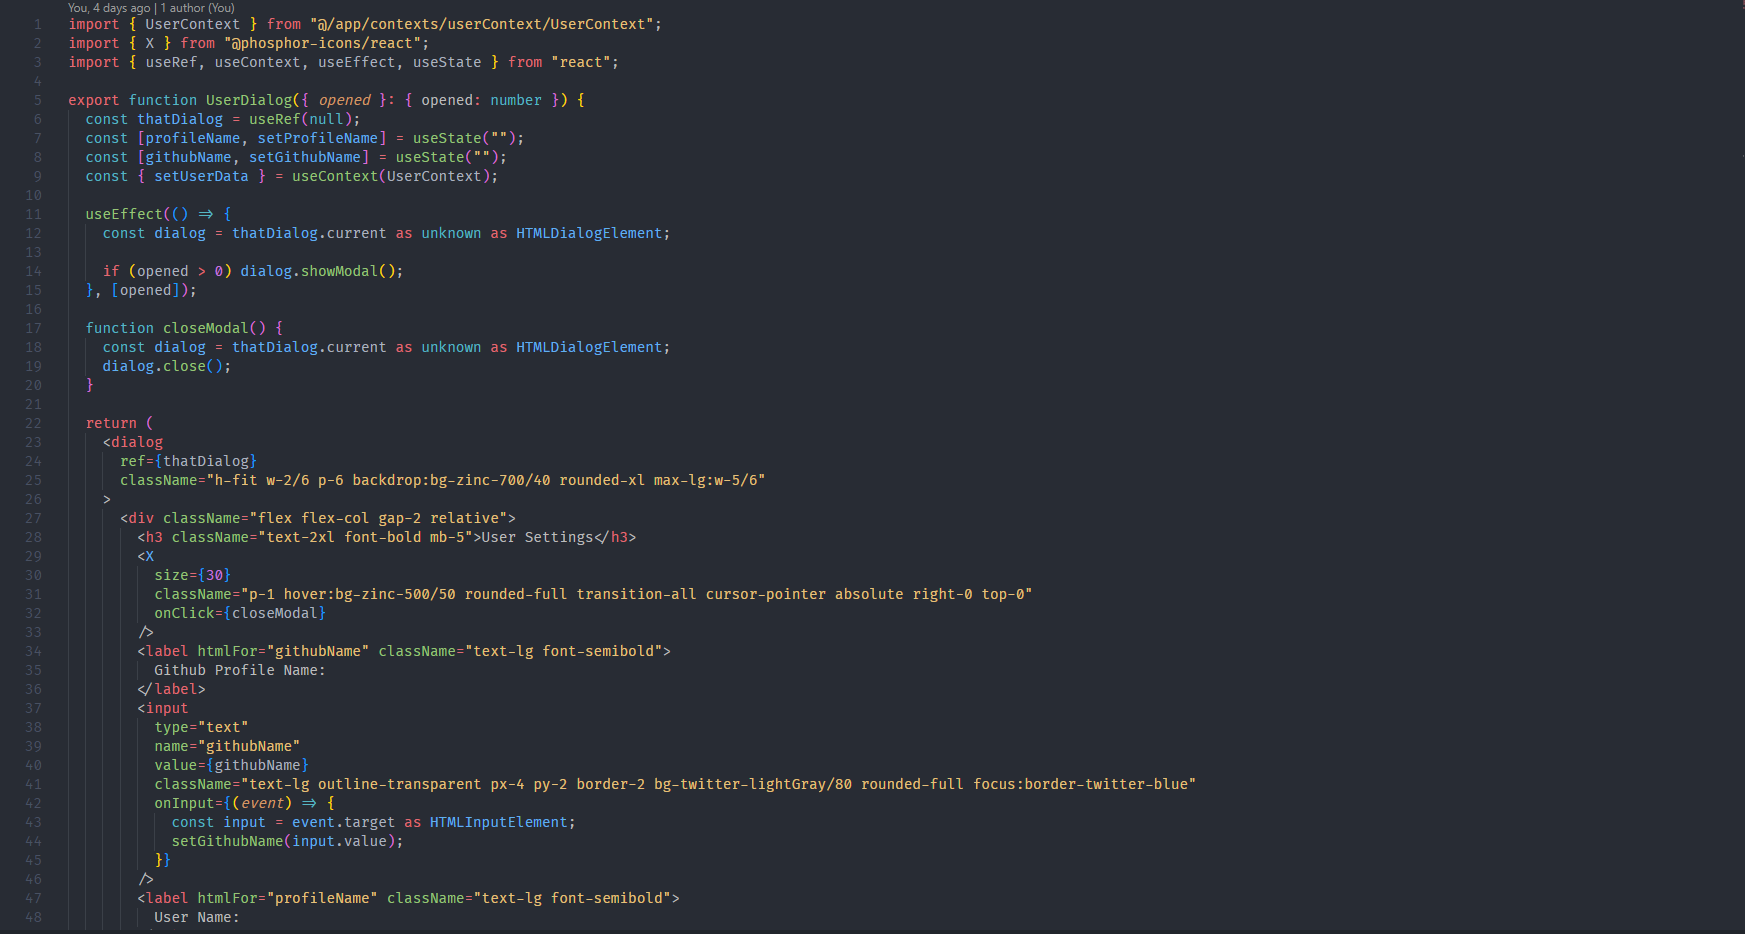 You, 4 days ago | 1 author (You)
1 import { UserContext } from "@/app/contexts/userContext/UserContext";
2 import { X } from "@phosphor-icons/react";
3 import { useRef, useContext, useEffect, useState } from "react";
4
5 export function UserDialog({ opened }: { opened: number }) {
6 const thatDialog = useRef(null);
7 const [profileName, setProfileName] = useState("");
8 const [githubName, setGithubName] = useState("");
9 const { setUserData } = useContext(UserContext);
10
11 useEffect(() => {
12 const dialog = thatDialog.current as unknown as HTMLDialogElement;
13
14 if (opened > 0) dialog.showModal();
15 }, [opened]);
16
17 function closeModal() {
18 const dialog = thatDialog.current as unknown as HTMLDialogElement;
19 dialog.close();
20 }
21
22 return (
23 <dialog
24 ref={thatDialog}
25 className="h-fit w-2/6 p-6 backdrop:bg-zinc-700/40 rounded-xl max-lg:w-5/6"
26 >
27 <div className="flex flex-col gap-2 relative">
28 <h3 className="text-2xl font-bold mb-5">User Settings</h3>
29 <X
30 size={30}
31 className="p-1 hover:bg-zinc-500/50 rounded-full transition-all cursor-pointer absolute right-0 top-0"
32 onClick={closeModal}
33 />
34 <label htmlFor="githubName" className="text-lg font-semibold">
35 Github Profile Name:
36 </label>
37 <input
38 type="text"
39 name="githubName"
40 value={githubName}
41 className="text-lg outline-transparent px-4 py-2 border-2 bg-twitter-lightGray/80 rounded-full focus:border-twitter-blue"
42 onInput={(event) => {
43 const input = event.target as HTMLInputElement;
44 setGithubName(input.value);
45 }}
46 />
47 <label htmlFor="profileName" className="text-lg font-semibold">
48 User Name: